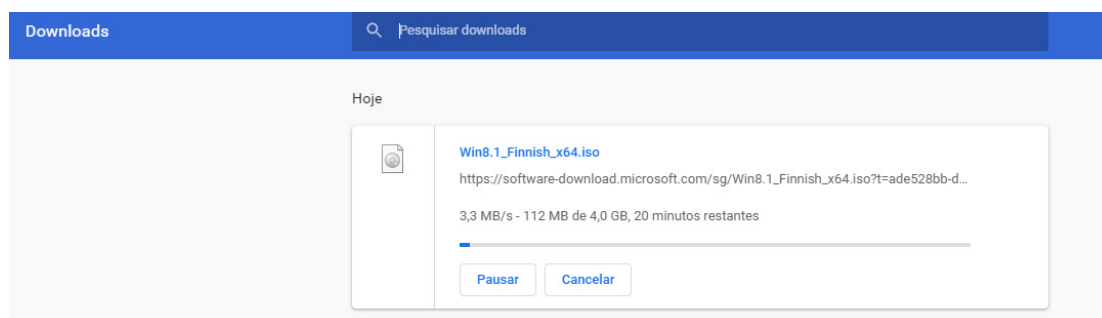 Downloads
Pesquisar downloads
Hoje
Win8.1_Finnish_x64.iso
https://software-download.microsoft.com/sg/Win8.1_Finnish_x64.iso?t=ade528bb-d...
3,3 MB/s - 112 MB de 4,0 GB, 20 minutos restantes
Pausar
Cancelar